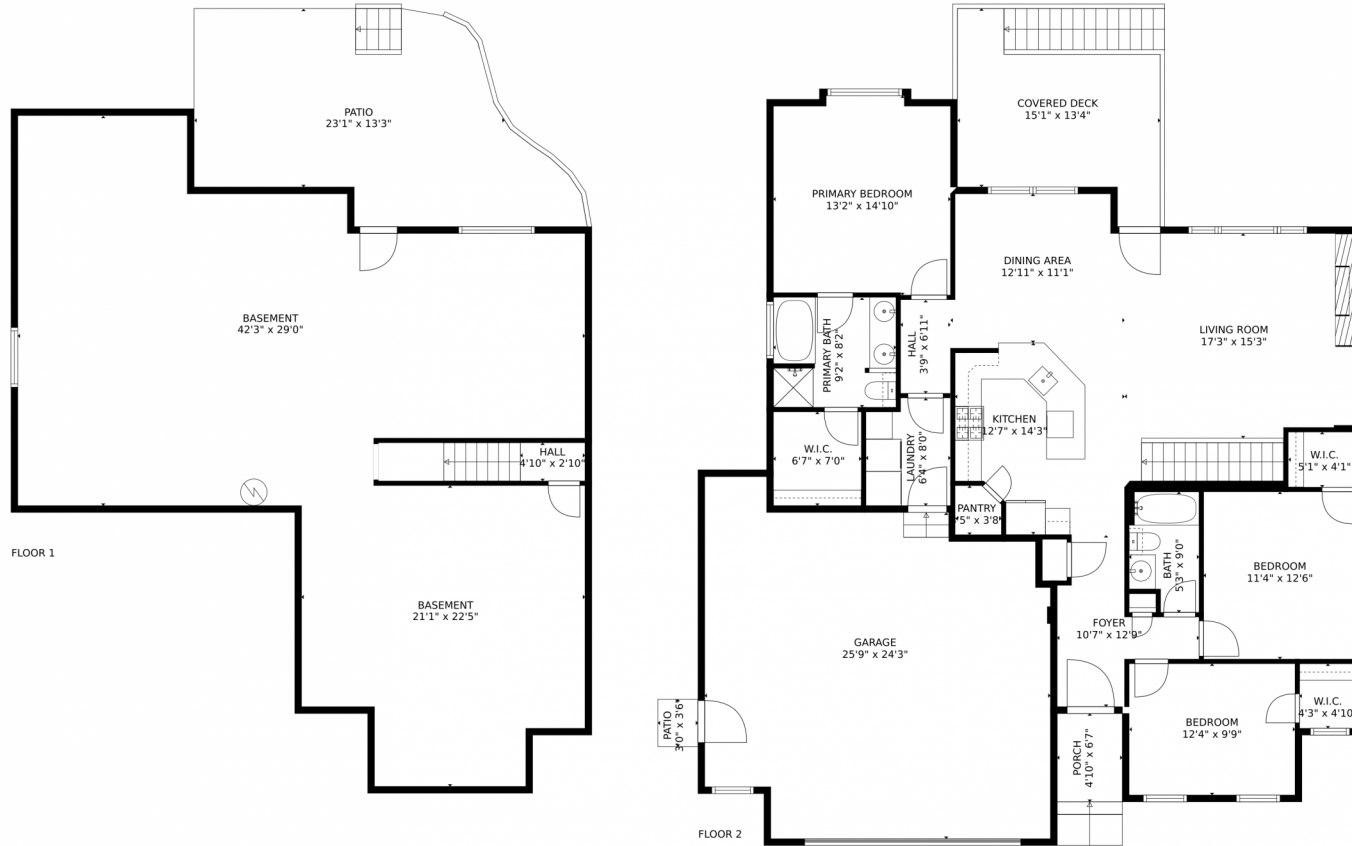 PATIO
23'1" x 13'3"
BASEMENT
42'3" x 29'0"
HALL
4'10" x 2'10"
BASEMENT
21'1" x 22'5"
FLOOR 1
COVERED DECK
15'1" x 13'4"
PRIMARY BEDROOM
13'2" x 14'10"
DINING AREA
12'11" x 11'1"
LIVING ROOM
17'3" x 15'3"
HALL
3'9" x 6'11"
PRIMARY BATH
9'2" x 8'2"
KITCHEN
12'7" x 14'3"
W.I.C.
6'7" x 7'0"
LAUNDRY
6'4" x 8'0"
W.I.C.
5'1" x 4'1"
PANTRY
'5" x 3'8"
BATH
5'3" x 9'0"
BEDROOM
11'4" x 12'6"
FOYER
10'7" x 12'9"
GARAGE
25'9" x 24'3"
W.I.C.
4'3" x 4'10"
BEDROOM
12'4" x 9'9"
PATIO
3'0" x 3'6"
PORCH
4'10" x 6'7"
FLOOR 2